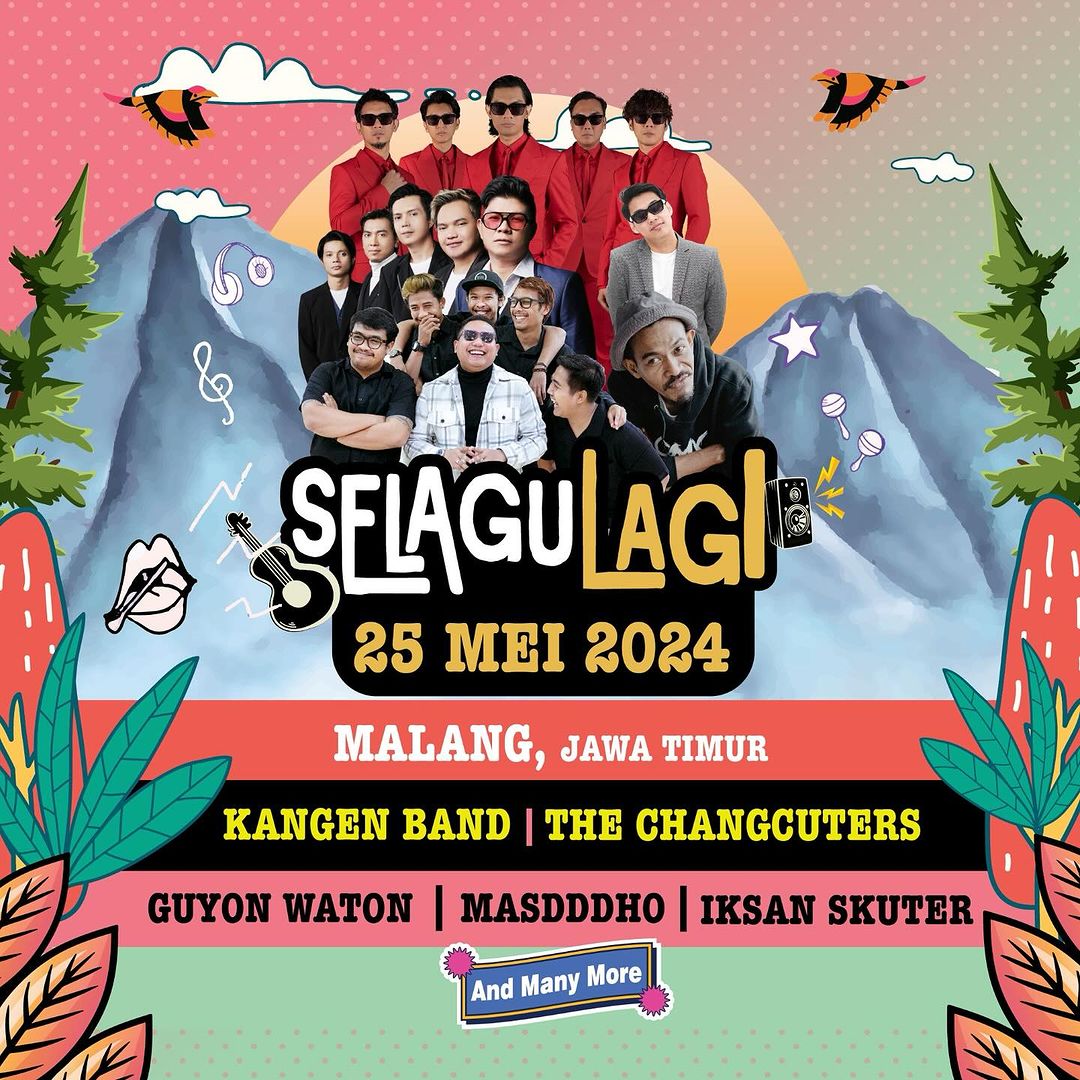 SELAGU LAGI
25 MEI 2024
MALANG, JAWA TIMUR
KANGEN BAND | THE CHANGCUTERS
GUYON WATON | MASDDDHO | IKSAN SKUTER
And Many More